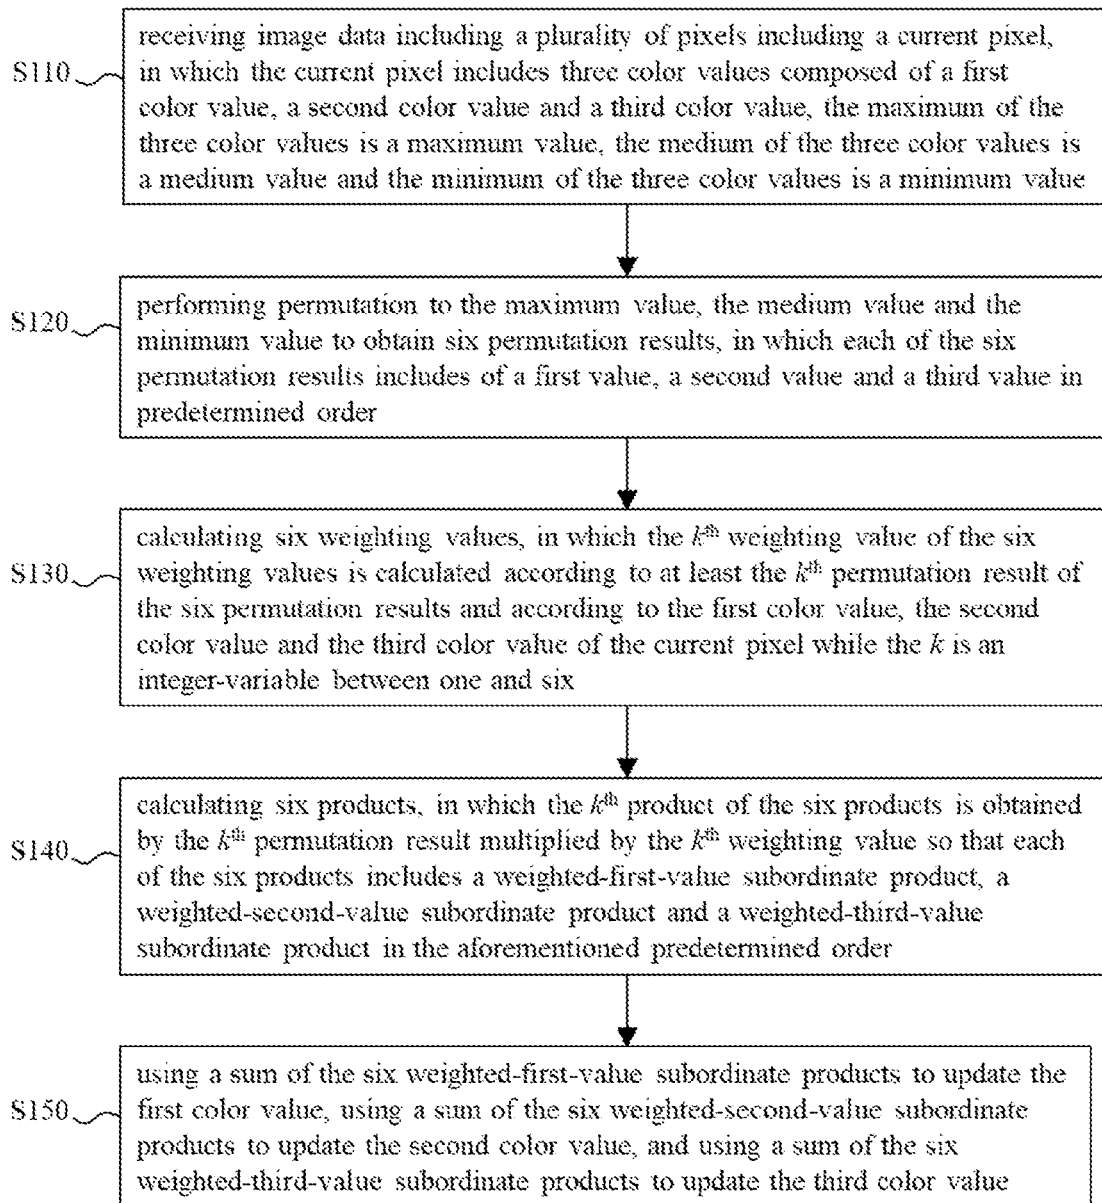 S110
receiving image data including a plurality of pixels including a current pixel,
in which the current pixel includes three color values composed of a first
color value, a second color value and a third color value, the maximum of the
three color values is a maximum value, the medium of the three color values is
a medium value and the minimum of the three color values is a minimum value
S120
performing permutation to the maximum value, the medium value and the
minimum value to obtain six permutation results, in which each of the six
permutation results includes of a first value, a second value and a third value in
predetermined order
S130
calculating six weighting values, in which the kth weighting value of the six
weighting values is calculated according to at least the kth permutation result of
the six permutation results and according to the first color value, the second
color value and the third color value of the current pixel while the k is an
integer-variable between one and six
S140
calculating six products, in which the kth product of the six products is obtained
by the kth permutation result multiplied by the kth weighting value so that each
of the six products includes a weighted-first-value subordinate product, a
weighted-second-value subordinate product and a weighted-third-value
subordinate product in the aforementioned predetermined order
S150
using a sum of the six weighted-first-value subordinate products to update the
first color value, using a sum of the six weighted-second-value subordinate
products to update the second color value, and using a sum of the six
weighted-third-value subordinate products to update the third color value